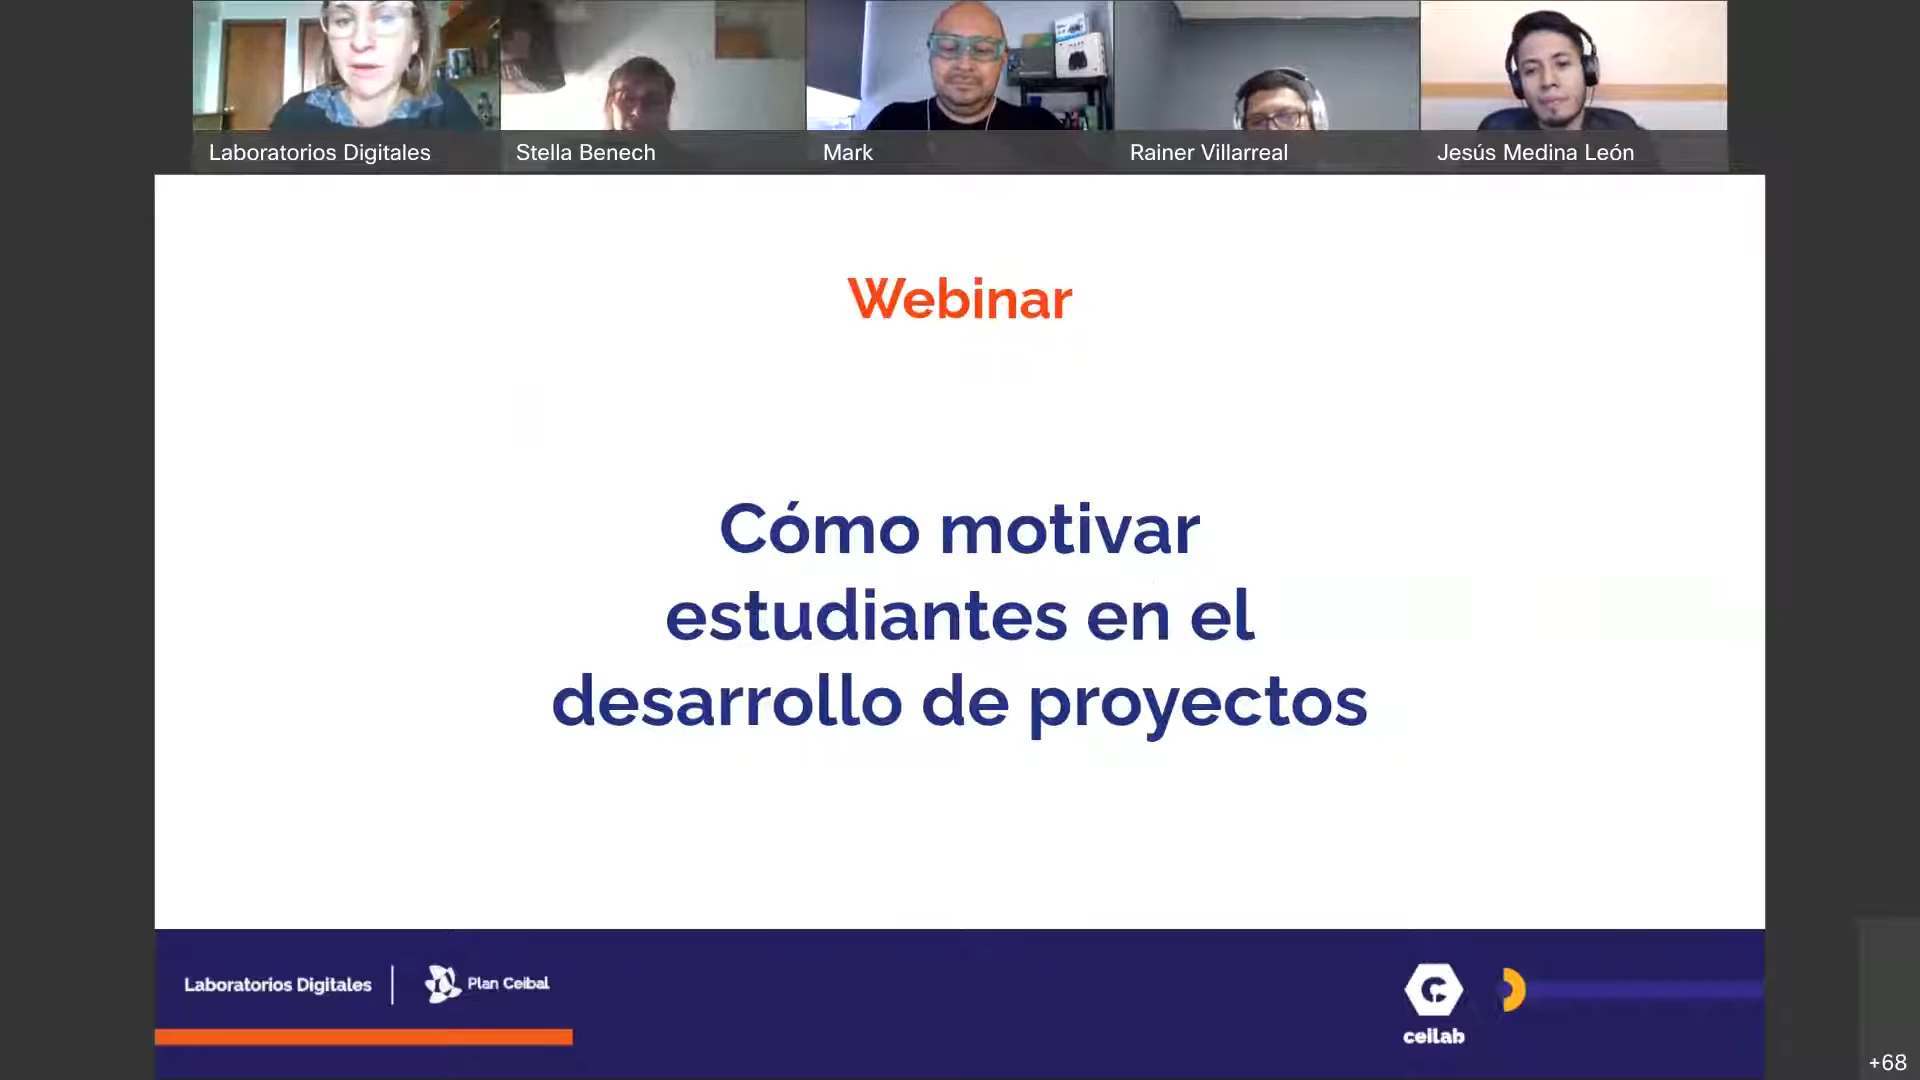 Laboratorios Digitales
Stella Benech
Mark
Rainer Villarreal
Jesús Medina León
Webinar
Cómo motivar
estudiantes en el
desarrollo de proyectos
Laboratorios Digitales
Plan Ceibal
ceilab
+68